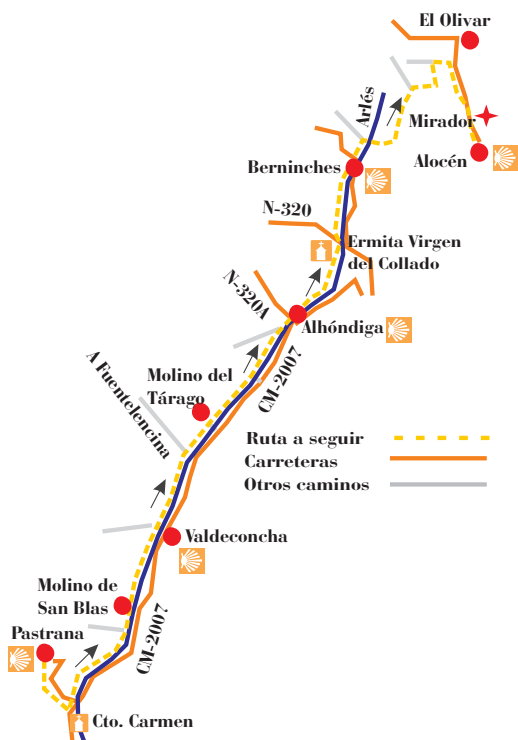 El Olivar
Arlés
Mirador
Alocén
Berninches
N-320
Ermita Virgen
del Collado
N-320A
Alhóndiga
Molino del
Tárago
CM-2007
A Fuentelencina
Ruta a seguir
Carreteras
Otros caminos
Valdeconcha
Molino de
San Blas
Pastrana
CM-2007
Cto. Carmen